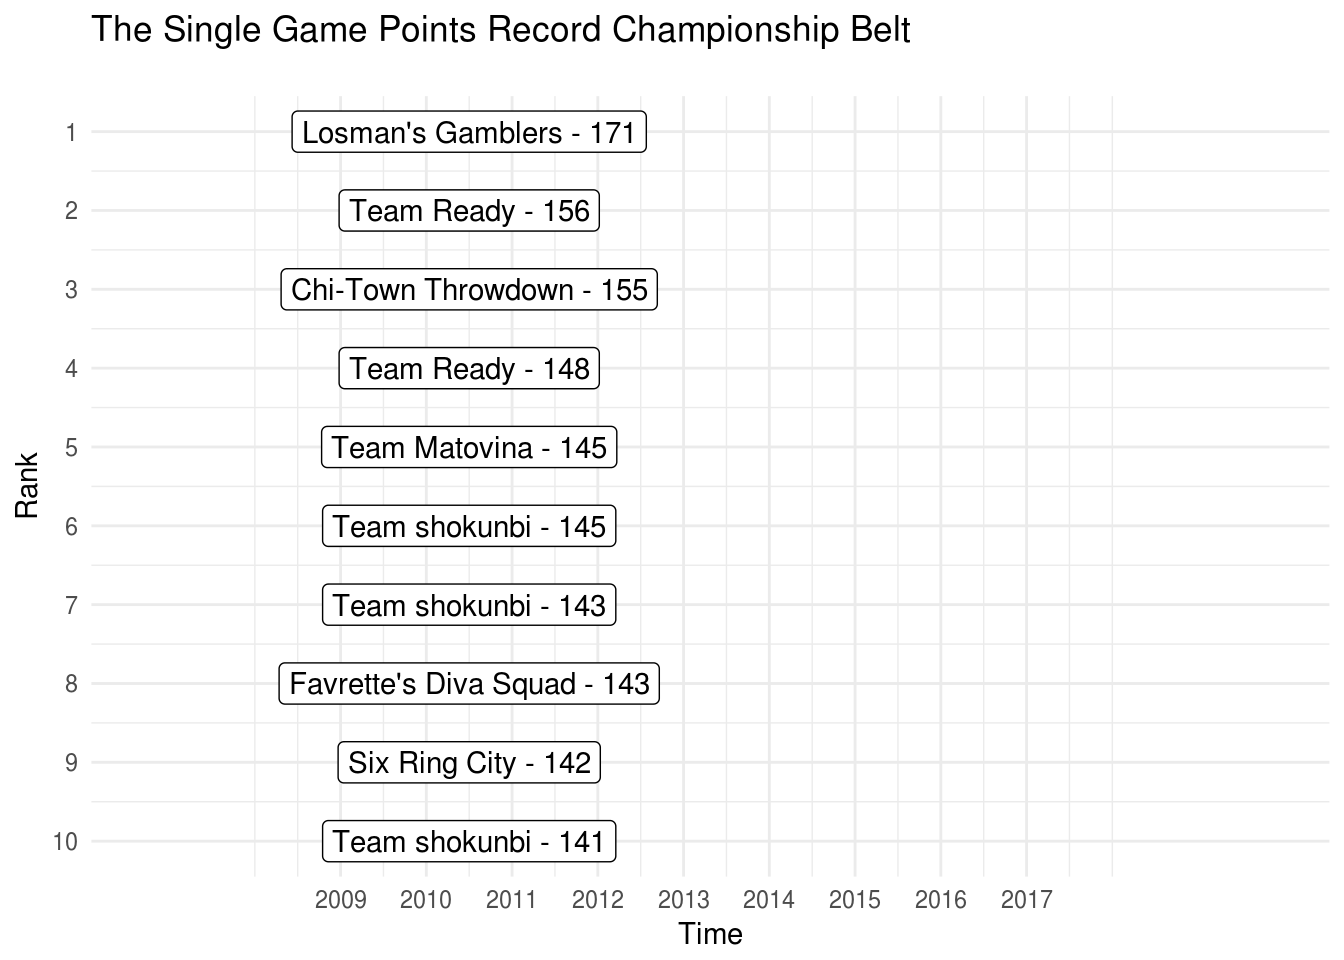 The Single Game Points Record Championship Belt
1
Losman's Gamblers - 171
2
Team Ready - 156
3
Chi-Town Throwdown - 155
4
Team Ready - 148
5
Team Matovina - 145
Rank
6
Team shokunbi - 145
7
Team shokunbi - 143
8
Favrette's Diva Squad - 143
9
Six Ring City - 142
10
Team shokunbi - 141
2009 2010 2011 2012 2013 2014 2015 2016 2017
Time